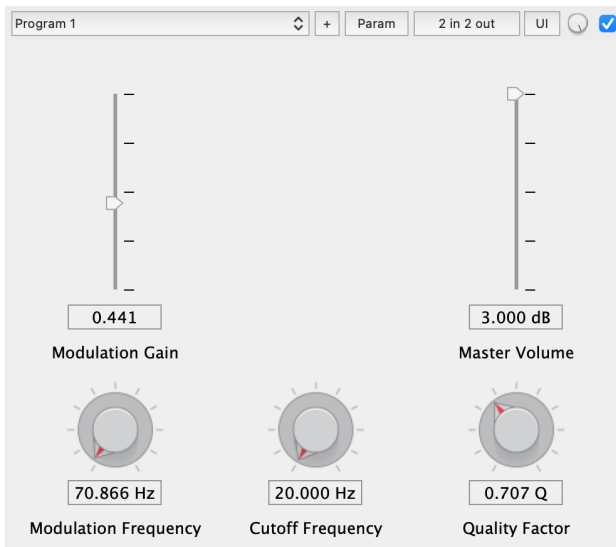 Program 1 + Param 2 in 2 out UI
0.441 3.000 dB
Modulation Gain Master Volume
70.866 Hz 20.000 Hz 0.707 Q
Modulation Frequency Cutoff Frequency Quality Factor